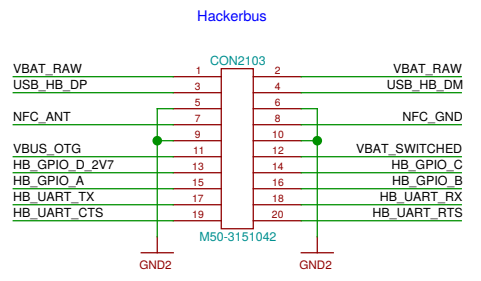 Hackerbus
CON2103
VBAT_RAW 1 2 VBAT_RAW
USB_HB_DP 3 4 USB_HB_DM
5 6
NFC_ANT 7 8 NFC_GND
9 10
VBUS_OTG 11 12 VBAT_SWITCHED
HB_GPIO_D_2V7 13 14 HB_GPIO_C
HB_GPIO_A 15 16 HB_GPIO_B
HB_UART_TX 17 18 HB_UART_RX
HB_UART_CTS 19 20 HB_UART_RTS
M50-3151042
GND2 GND2